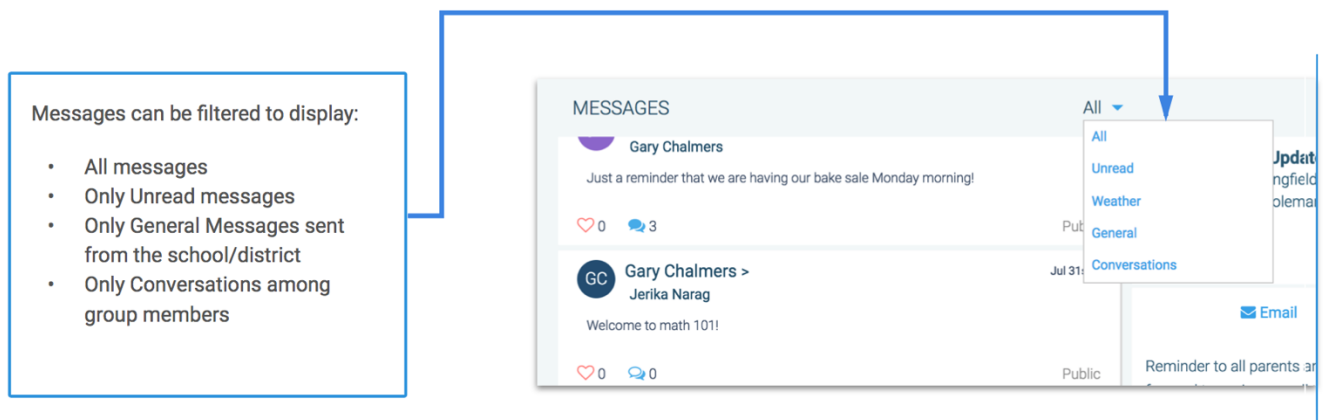 Messages can be filtered to display:
• All messages
• Only Unread messages
• Only General Messages sent
from the school/district
• Only Conversations among
group members
MESSAGES
All
All
Unread
Weather
General
Conversations
Gary Chalmers
Just a reminder that we are having our bake sale Monday morning!
0 3
GC
Gary Chalmers >
Jul
Jerika Narag
Welcome to math 101!
0 0
Public
Email
Reminder to all parents